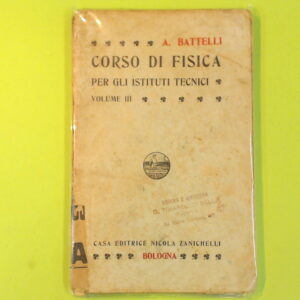 A. BATTELLI
CORSO DI FISICA
PER GLI ISTITUTI TECNICI
VOLUME III
A
CASA EDITRICE NICOLA ZANICHELLI
BOLOGNA